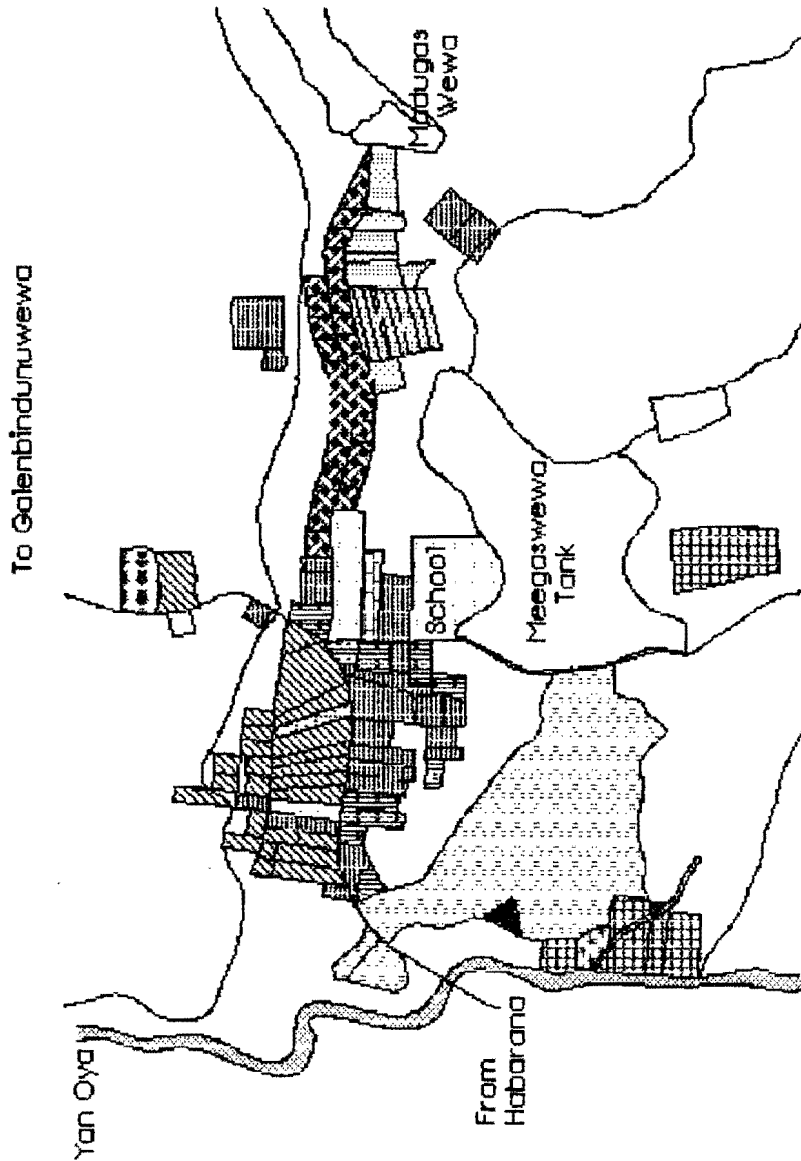 To Galenbindunuwewa
Madugas
Wewa
School
Meegaswewa
Tank
Yan Oya
From
Habarana